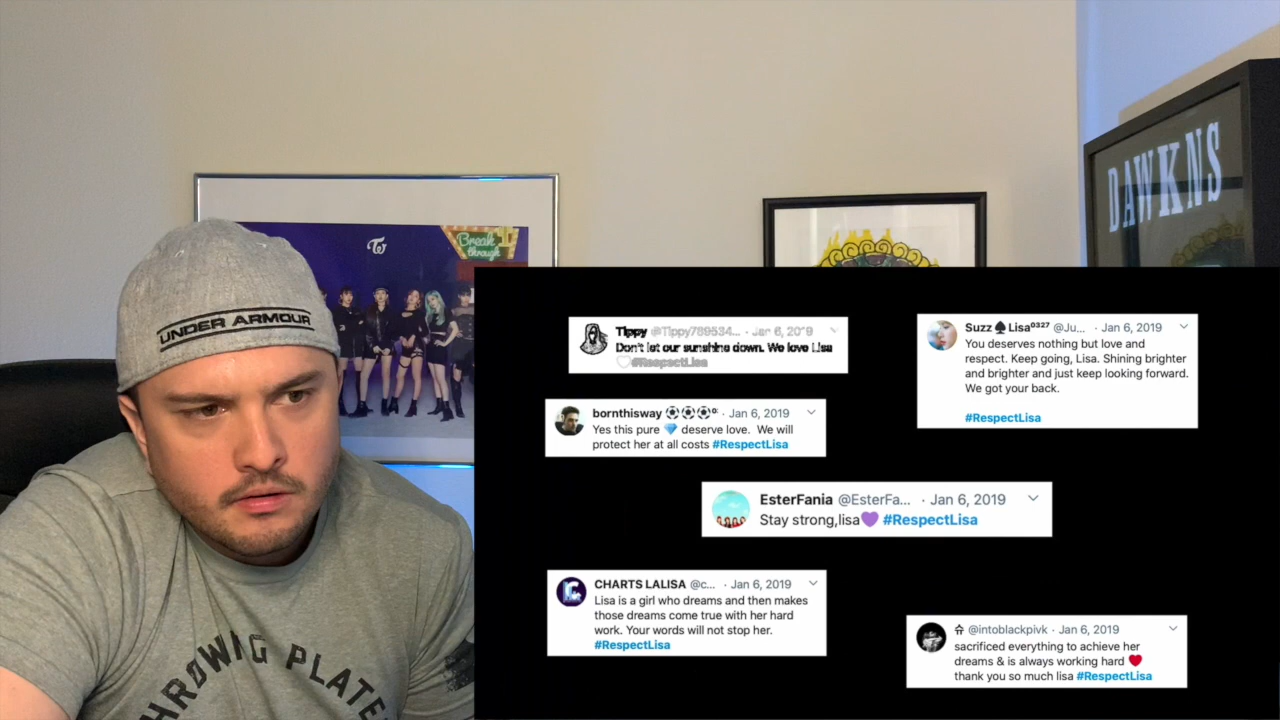 UNDER ARMOUR
Break
through
DAWKNS
Tippy @Tippy789534... · Jan 6, 2019
Don't let our sunshine down. We love Lisa
#RespectLisa
Suzz ♠ Lisa⁰³²⁷ @Ju... · Jan 6, 2019
You deserves nothing but love and
respect. Keep going, Lisa. Shining brighter
and brighter and just keep looking forward.
We got your back.
#RespectLisa
bornthisway ⚽⚽⚽ · Jan 6, 2019
Yes this pure 💎 deserve love. We will
protect her at all costs #RespectLisa
EsterFania @EsterFa... · Jan 6, 2019
Stay strong,lisa💜 #RespectLisa
CHARTS LALISA @c... · Jan 6, 2019
Lisa is a girl who dreams and then makes
those dreams come true with her hard
work. Your words will not stop her.
#RespectLisa
슈 @intoblackpivk · Jan 6, 2019
sacrificed everything to achieve her
dreams & is always working hard ❤️
thank you so much lisa #RespectLisa